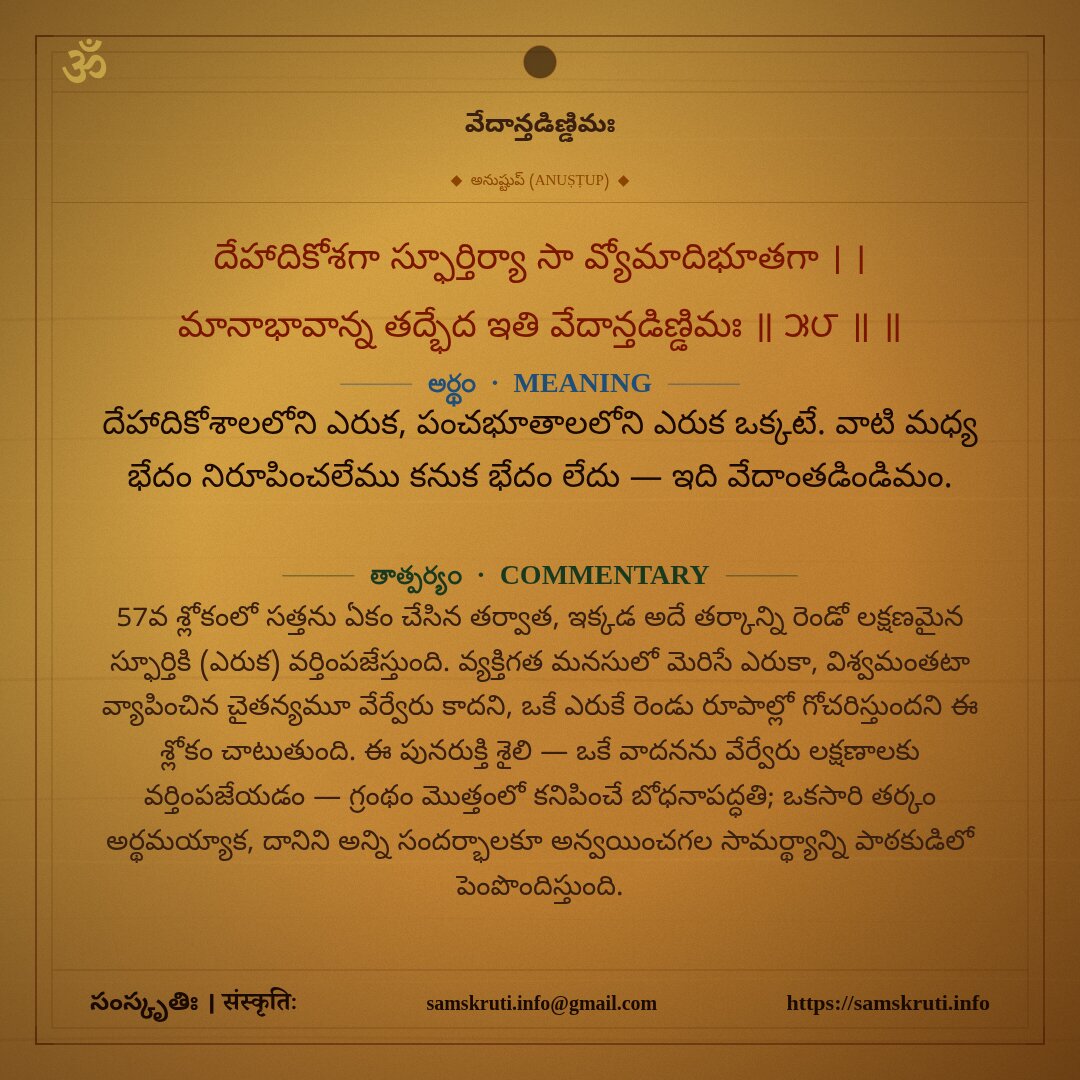 ॐ
వేదాన్తడిణ్డిమః
◆ అనుష్టుప్ (ANUṢṬUP) ◆
దేహాదికోశగా స్ఫూర్తిర్యా సా వ్యోమాదిభూతగా । ।
మానాభావాన్న తద్భేద ఇతి వేదాన్తడిణ్డిమః ॥ ౫౮ ॥ ॥
అర్థం · MEANING
దేహాదికోశాలలోని ఎరుక, పంచభూతాలలోని ఎరుక ఒక్కటే. వాటి మధ్య
భేదం నిరూపించలేము కనుక భేదం లేదు — ఇది వేదాంతడిండిమం.
తాత్పర్యం · COMMENTARY
57వ శ్లోకంలో సత్తను ఏకం చేసిన తర్వాత, ఇక్కడ అదే తర్కాన్ని రెండో లక్షణమైన
స్ఫూర్తికి (ఎరుక) వర్తింపజేస్తుంది. వ్యక్తిగత మనసులో మెరిసే ఎరుకా, విశ్వమంతటా
వ్యాపించిన చైతన్యమూ వేర్వేరు కాదని, ఒకే ఎరుకే రెండు రూపాల్లో గోచరిస్తుందని ఈ
శ్లోకం చాటుతుంది. ఈ పునరుక్తి శైలి — ఒకే వాదనను వేర్వేరు లక్షణాలకు
వర్తింపజేయడం — గ్రంథం మొత్తంలో కనిపించే బోధనాపద్ధతి; ఒకసారి తర్కం
అర్థమయ్యాక, దానిని అన్ని సందర్భాలకూ అన్వయించగల సామర్థ్యాన్ని పాఠకుడిలో
పెంపొందిస్తుంది.
సంస్కృతిః | संस्कृतिः samskruti.info@gmail.com https://samskruti.info